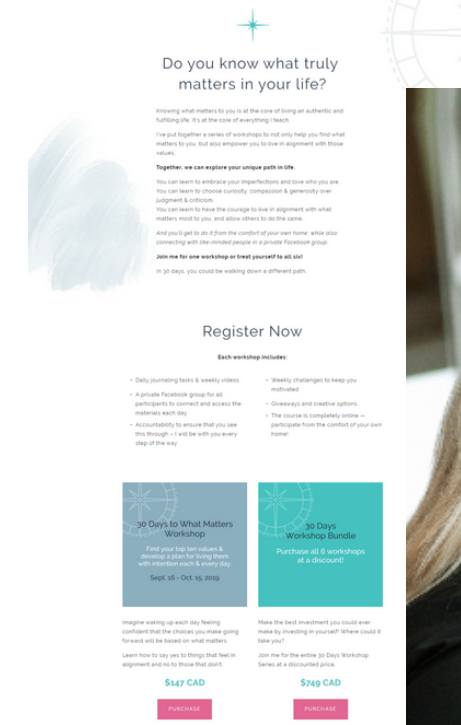 Do you know what truly
matters in your life?
Knowing what matters to you is at the core of living an authentic and
fulfilling life. It's at the core of everything I teach.
I've put together a series of workshops to not only help you find what
matters to you, but also empower you to live in alignment with those
values.
Together, we can explore your unique path in life.
You can learn to embrace your imperfections and love who you are.
You can learn to choose curiosity, compassion & generosity over
judgment & criticism.
You can learn to have the courage to live in alignment with what
matters most to you, and allow others to do the same.
And you'll get to do it from the comfort of your own home, while also
connecting with like-minded people in a private Facebook group.
Join me for one workshop or treat yourself to all six!
In 30 days, you could be walking down a different path.
Register Now
Each workshop includes:
• Daily journaling tasks & weekly videos
• A private Facebook group for all
participants to connect and access the
materials each day
• Accountability to ensure that you see
this through – I will be with you every
step of the way
• Weekly challenges to keep you
motivated
• Giveaways and creative options
• The course is completely online —
participate from the comfort of your own
home!
30 Days to What Matters
Workshop
Find your top ten values &
develop a plan for living them
with intention each & every day
Sept. 16 - Oct. 15, 2019
Imagine waking up each day feeling
confident that the choices you make going
forward will be based on what matters.
Learn how to say yes to things that feel in
alignment and no to those that don't.
$147 CAD
PURCHASE
30 Days
Workshop Bundle
Purchase all 6 workshops
at a discount!
Make the best investment you could ever
make by investing in yourself! Where could it
take you?
Join me for the entire 30 Days Workshop
Series at a discounted price.
$749 CAD
PURCHASE